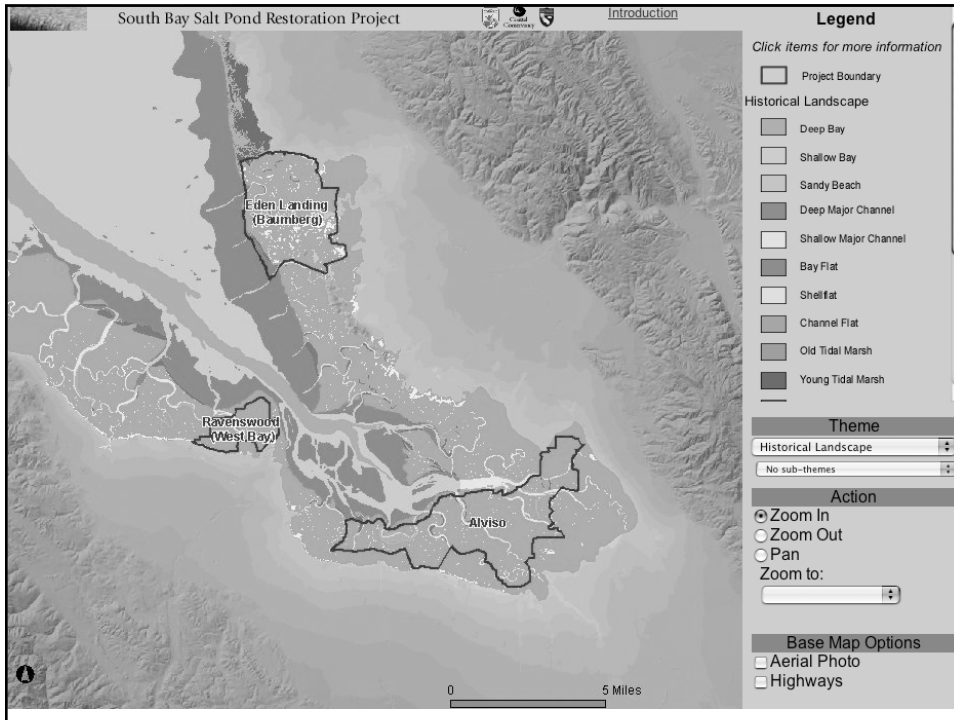 South Bay Salt Pond Restoration Project
Coastal
Conservancy
Introduction
Eden Landing
(Baumberg)
Ravenswood
(West Bay)
Alviso
0 5 Miles
Legend
Click items for more information
Project Boundary
Historical Landscape
Deep Bay
Shallow Bay
Sandy Beach
Deep Major Channel
Shallow Major Channel
Bay Flat
Shellflat
Channel Flat
Old Tidal Marsh
Young Tidal Marsh
Theme
Historical Landscape
No sub-themes
Action
Zoom In
Zoom Out
Pan
Zoom to:
Base Map Options
Aerial Photo
Highways